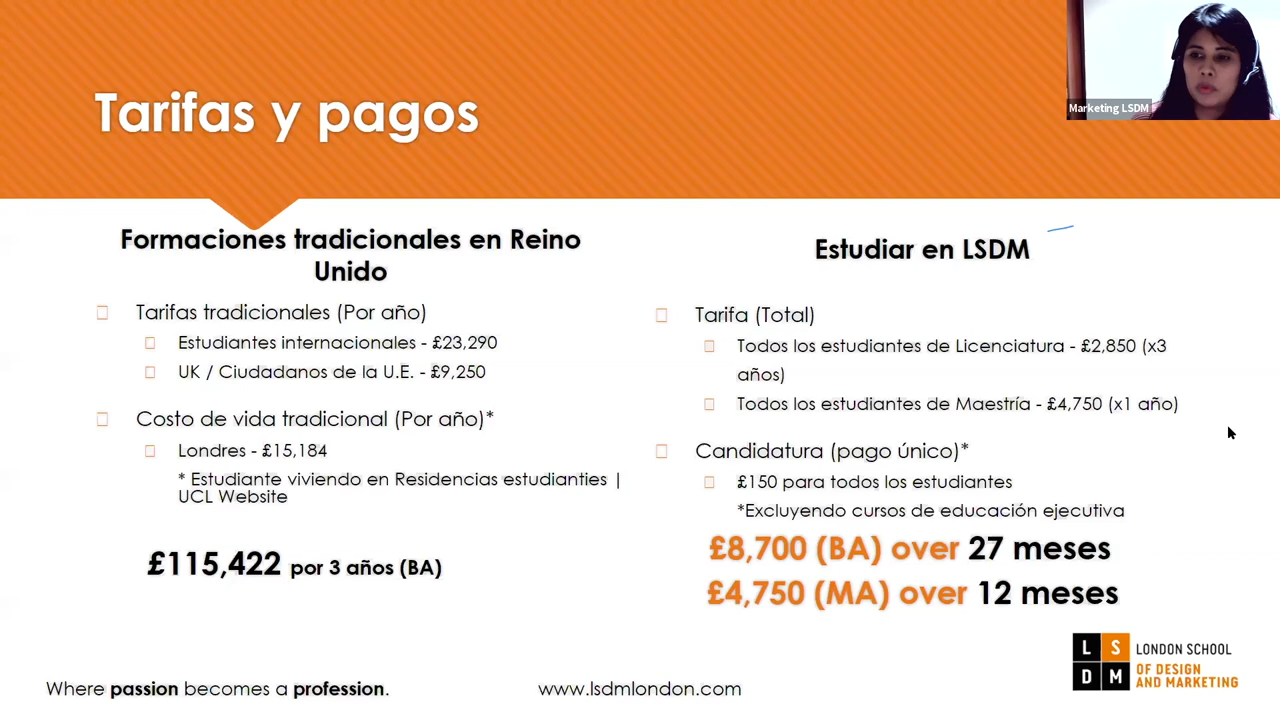 Marketing LSDM
Tarifas y pagos
Formaciones tradicionales en Reino
Unido
Tarifas tradicionales (Por año)
Estudiantes internacionales - £23,290
UK / Ciudadanos de la U.E. - £9,250
Costo de vida tradicional (Por año)*
Londres - £15,184
* Estudiante viviendo en Residencias estudianties |
UCL Website
£115,422 por 3 años (BA)
Estudiar en LSDM
Tarifa (Total)
Todos los estudiantes de Licenciatura - £2,850 (x3
años)
Todos los estudiantes de Maestría - £4,750 (x1 año)
Candidatura (pago único)*
£150 para todos los estudiantes
*Excluyendo cursos de educación ejecutiva
£8,700 (BA) over 27 meses
£4,750 (MA) over 12 meses
Where passion becomes a profession.
www.lsdmlondon.com
L S
D M
LONDON SCHOOL
OF DESIGN
AND MARKETING